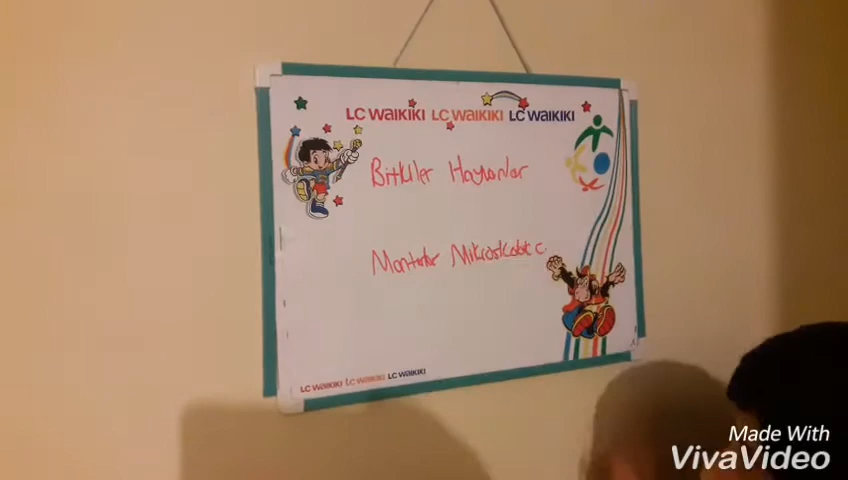 LC WAIKIKI LC WAIKIKI LC WAIKIKI
Bitkiler Hayvanlar
Mantarlar Mikroskobik c.
LC WAIKIKI LC WAIKIKI LC WAIKIKI
Made With
VivaVideo